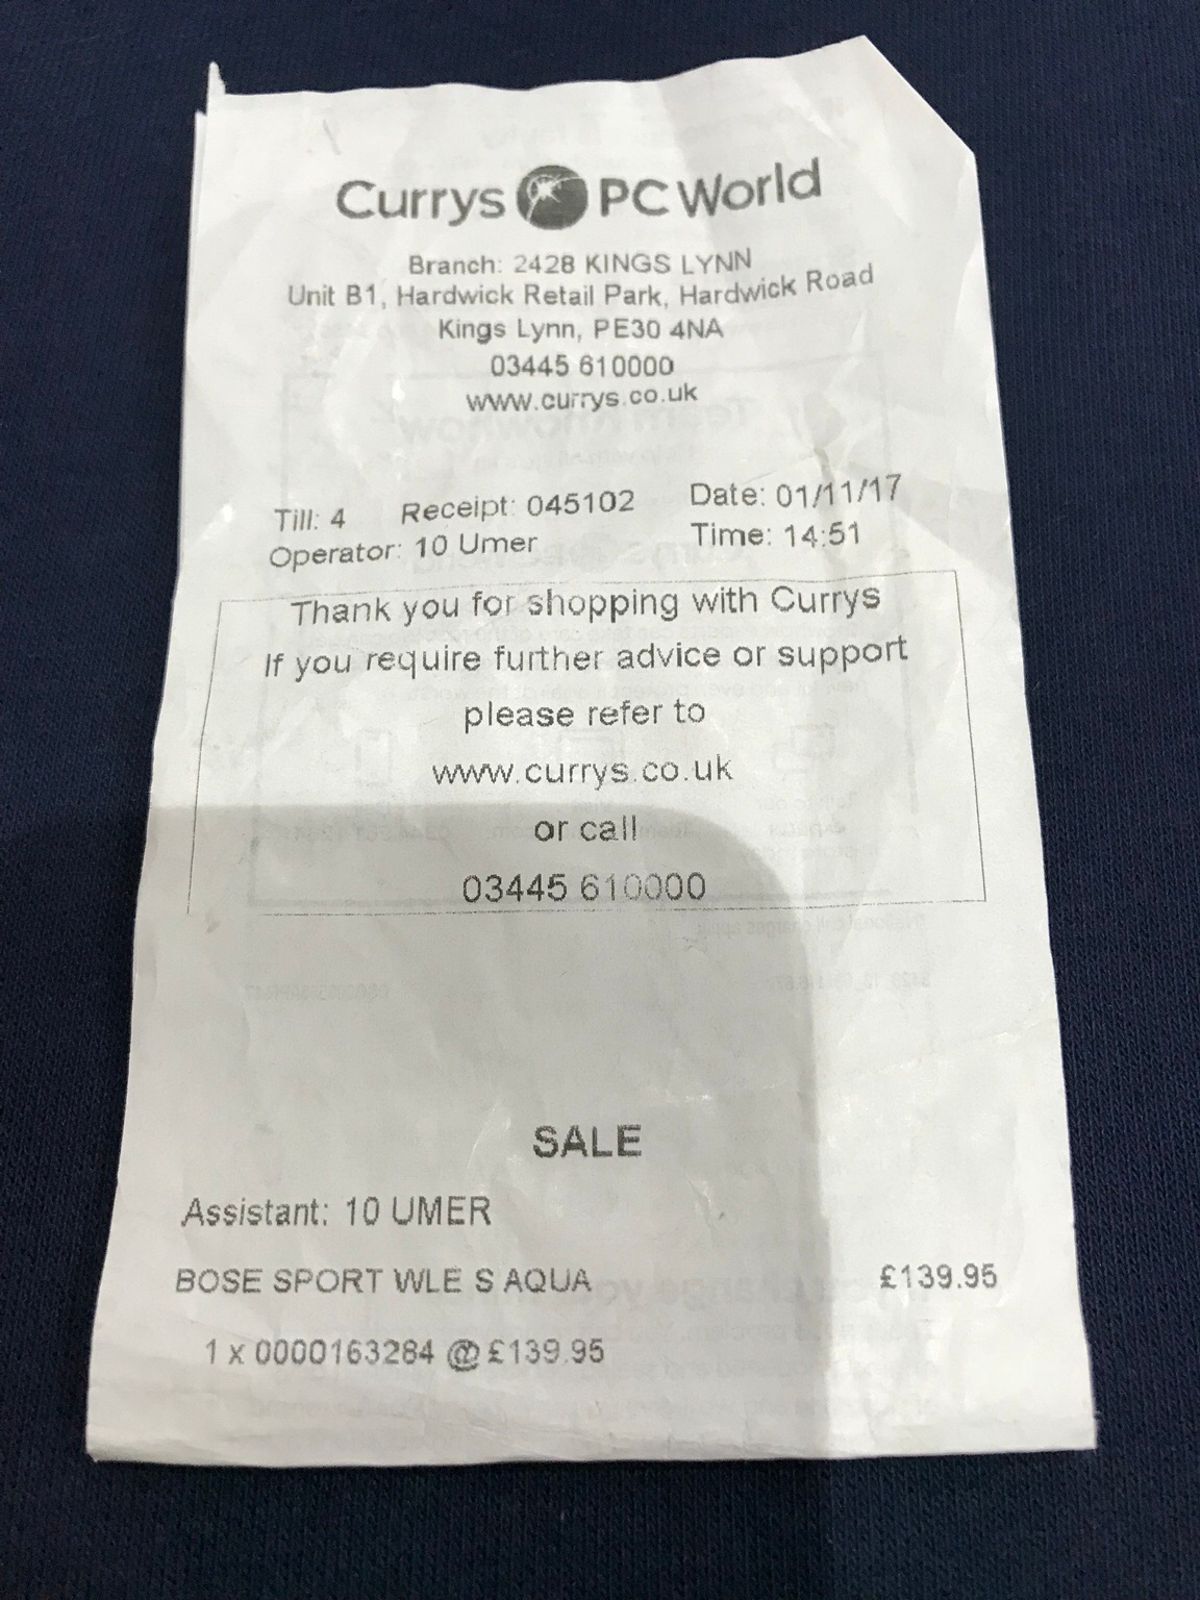 Currys PC World
Branch: 2428 KINGS LYNN
Unit B1, Hardwick Retail Park, Hardwick Road
Kings Lynn, PE30 4NA
03445 610000
www.currys.co.uk
Till: 4 Receipt: 045102 Date: 01/11/17
Operator: 10 Umer Time: 14:51
Thank you for shopping with Currys
If you require further advice or support
please refer to
www.currys.co.uk
or call
03445 610000
SALE
Assistant: 10 UMER
BOSE SPORT WLE S AQUA £139.95
1 x 0000163284 @ £139.95